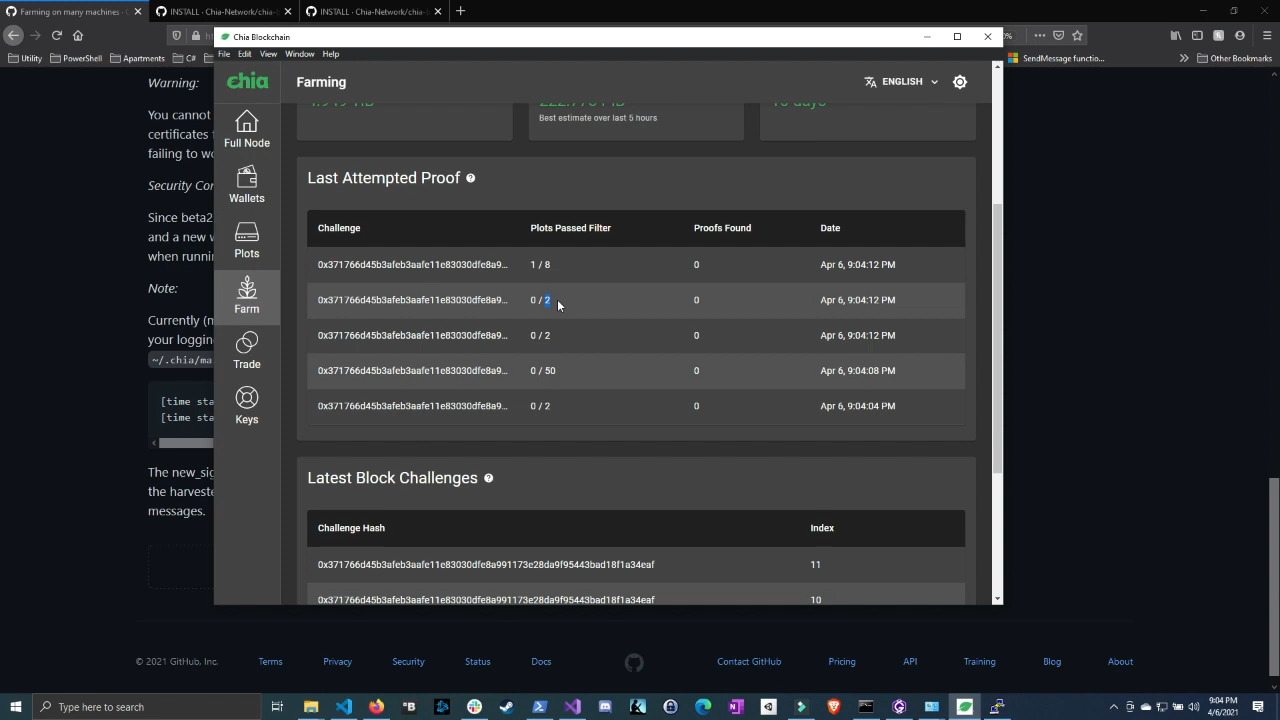 Farming on many machines ·
INSTALL · Chia-Network/chia-b
INSTALL · Chia-Network/chia-b
Chia Blockchain
File Edit View Window Help
Utility PowerShell Apartments C#
SendMessage functio...
Other Bookmarks
chia
Farming
ENGLISH
Best estimate over last 5 hours
Full Node
Wallets
Plots
Farm
Trade
Keys
Last Attempted Proof
Challenge Plots Passed Filter Proofs Found Date
0x371766d45b3afeb3aafe11e83030dfe8a9... 1 / 8 0 Apr 6, 9:04:12 PM
0x371766d45b3afeb3aafe11e83030dfe8a9... 0 / 2 0 Apr 6, 9:04:12 PM
0x371766d45b3afeb3aafe11e83030dfe8a9... 0 / 2 0 Apr 6, 9:04:12 PM
0x371766d45b3afeb3aafe11e83030dfe8a9... 0 / 50 0 Apr 6, 9:04:08 PM
0x371766d45b3afeb3aafe11e83030dfe8a9... 0 / 2 0 Apr 6, 9:04:04 PM
Latest Block Challenges
Challenge Hash Index
0x371766d45b3afeb3aafe11e83030dfe8a991173e28da9f95443bad18f1a34eaf 11
0x371766d45b3afeb3aafe11e83030dfe8a991173e28da9f95443bad18f1a34eaf 10
Warning:
You cannot
certificates
failing to wo
Security Con
Since beta2
and a new w
when runnin
Note:
Currently (m
your logging
~/.chia/mai
[time sta
[time sta
The new_sig
the harveste
messages.
© 2021 GitHub, Inc. Terms Privacy Security Status Docs Contact GitHub Pricing API Training Blog About
Type here to search
9:04 PM
4/6/2021